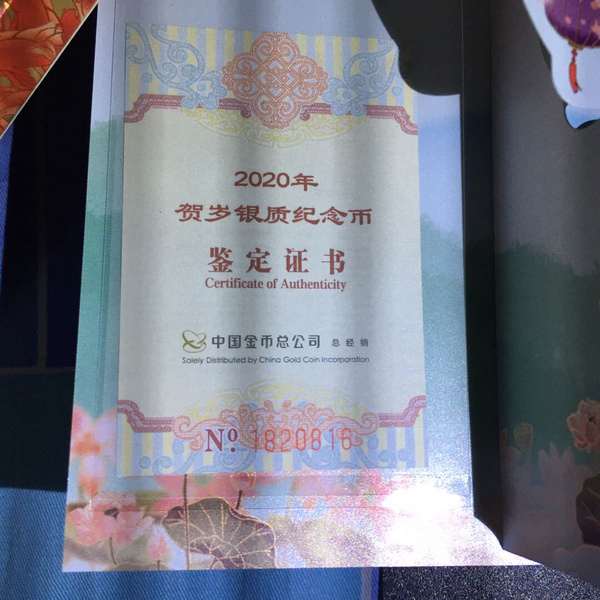 2020年
贺岁银质纪念币
鉴定证书
Certificate of Authenticity
中国金币总公司 总经销
Solely Distributed by China Gold Coin Incorporation
Nº. 1820816